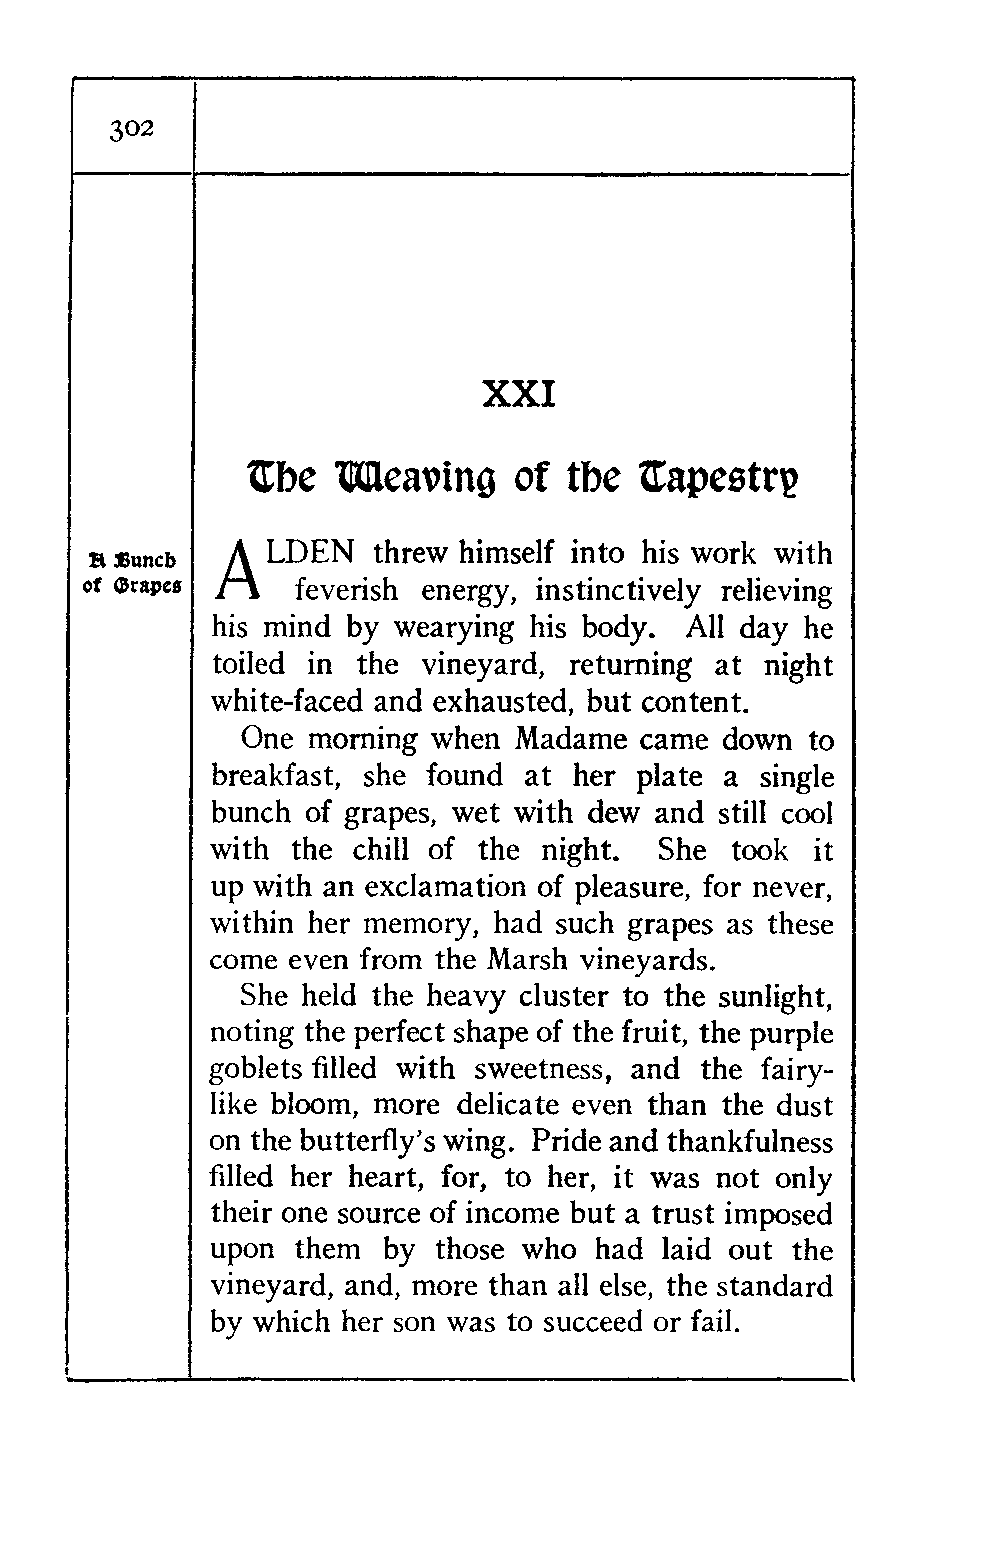 302
XXI
The Weaving of the Tapestry
A Bunch
of Grapes
ALDEN threw himself into his work with
feverish energy, instinctively relieving
his mind by wearying his body. All day he
toiled in the vineyard, returning at night
white-faced and exhausted, but content.
One morning when Madame came down to
breakfast, she found at her plate a single
bunch of grapes, wet with dew and still cool
with the chill of the night. She took it
up with an exclamation of pleasure, for never,
within her memory, had such grapes as these
come even from the Marsh vineyards.
She held the heavy cluster to the sunlight,
noting the perfect shape of the fruit, the purple
goblets filled with sweetness, and the fairy-
like bloom, more delicate even than the dust
on the butterfly's wing. Pride and thankfulness
filled her heart, for, to her, it was not only
their one source of income but a trust imposed
upon them by those who had laid out the
vineyard, and, more than all else, the standard
by which her son was to succeed or fail.